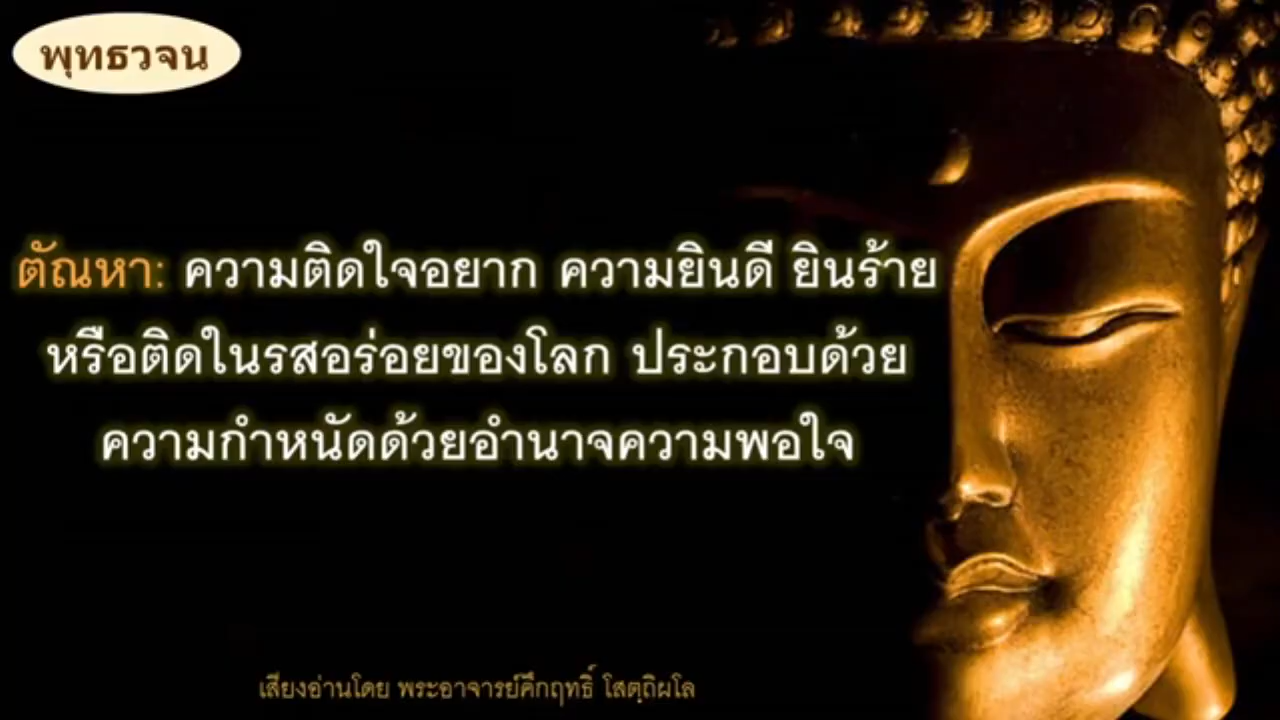 พุทธวจน
ตัณหา: ความติดใจอยาก ความยินดี ยินร้าย
หรือติดในรสอร่อยของโลก ประกอบด้วย
ความกำหนัดด้วยอำนาจความพอใจ
เสียงอ่านโดย พระอาจารย์คึกฤทธิ์ โสตฺถิผโล